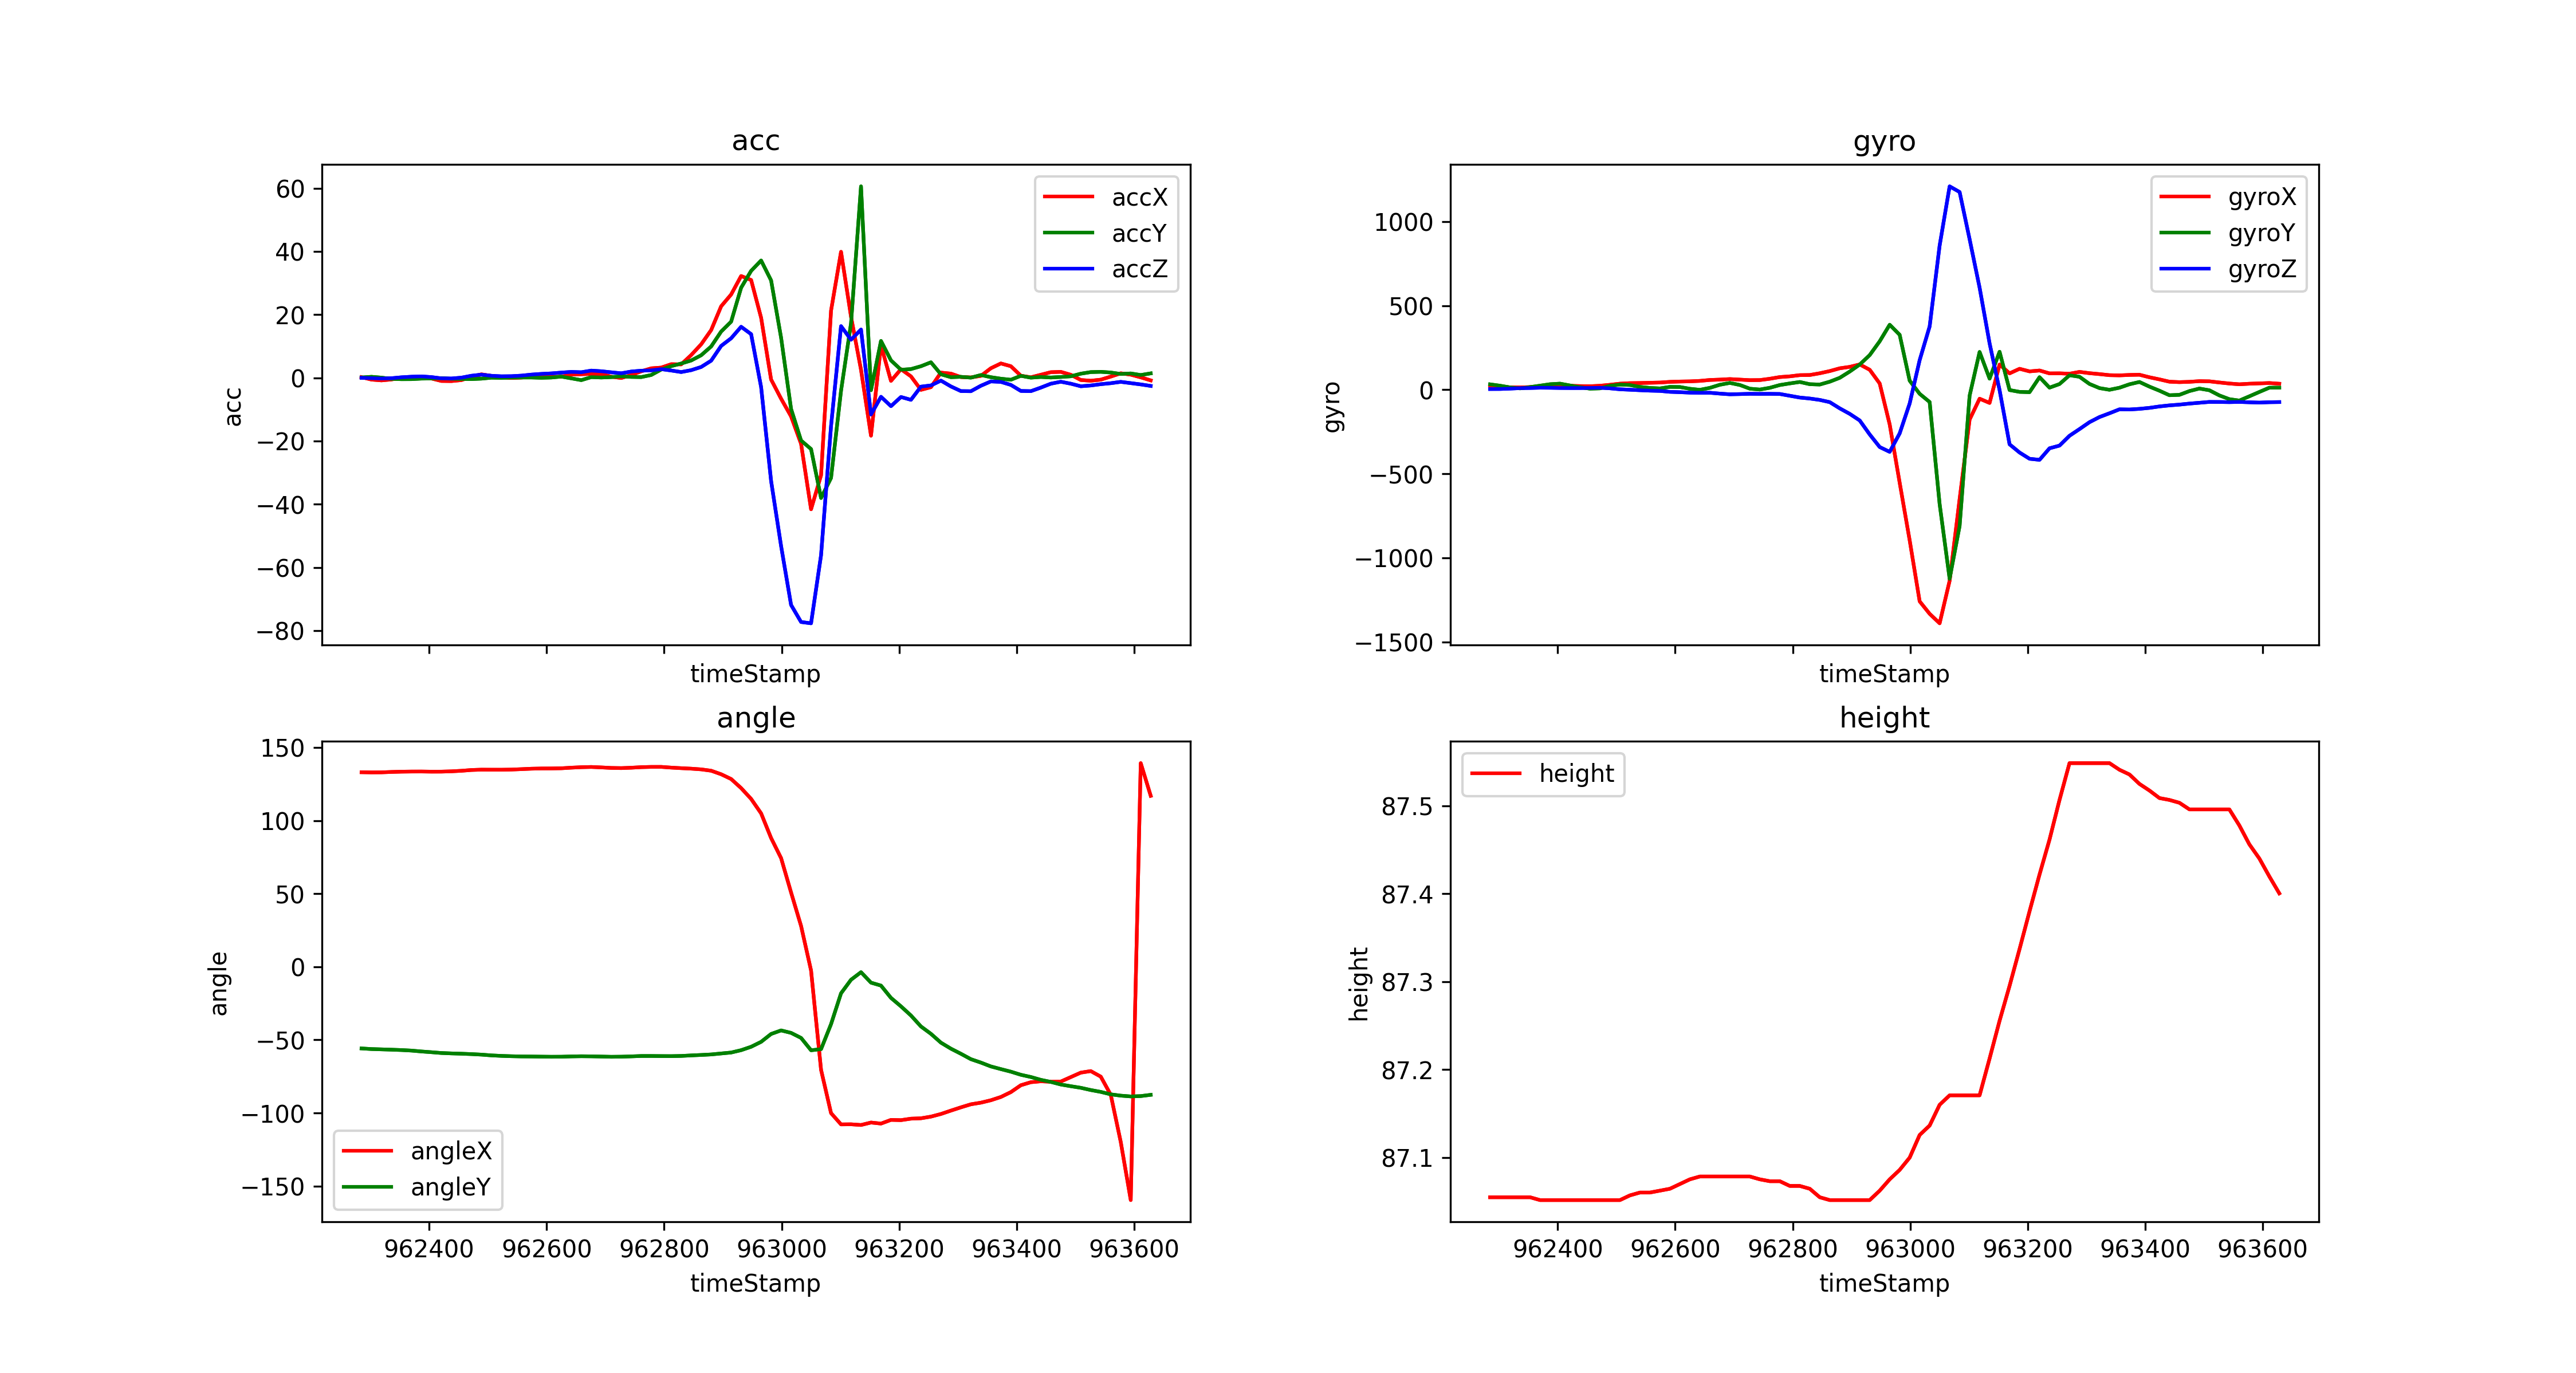 acc
60
40
20
0
−20
−40
−60
−80
acc
timeStamp
accX
accY
accZ
gyro
1000
500
0
−500
−1000
−1500
gyro
timeStamp
gyroX
gyroY
gyroZ
angle
150
100
50
0
−50
−100
−150
angle
angleX
angleY
962400 962600 962800 963000 963200 963400 963600
timeStamp
height
height
87.5
87.4
87.3
87.2
87.1
height
962400 962600 962800 963000 963200 963400 963600
timeStamp